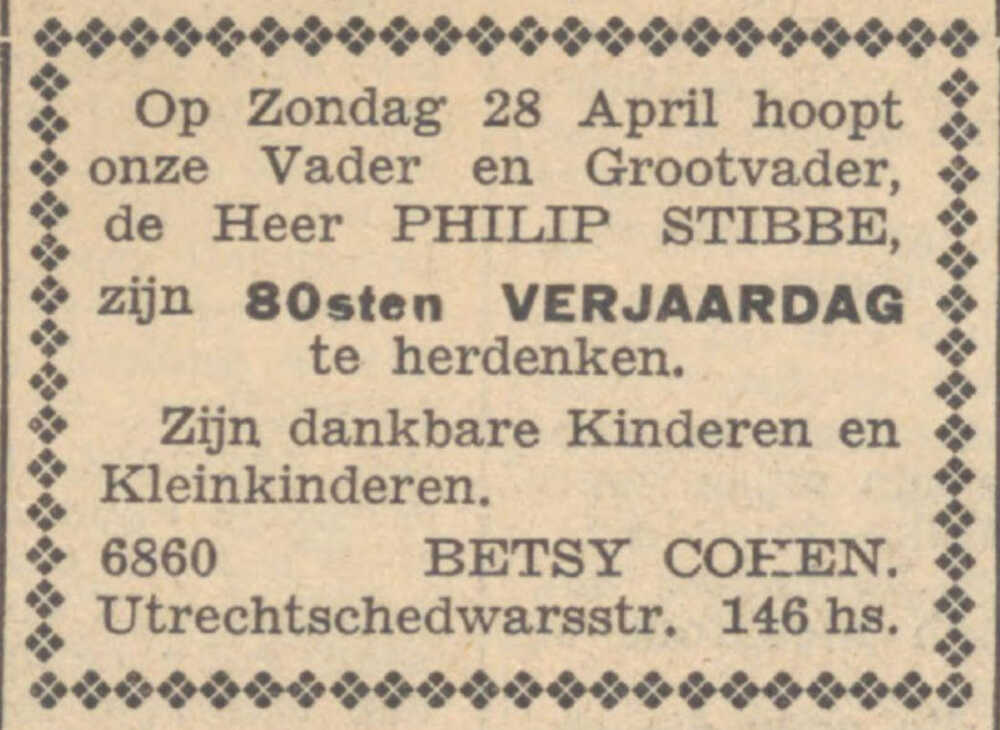 Op Zondag 28 April hoopt
onze Vader en Grootvader,
de Heer PHILIP STIBBE,
zijn 80sten VERJAARDAG
te herdenken.
Zijn dankbare Kinderen en
Kleinkinderen.
6860 BETSY COHEN.
Utrechtschedwarsstr. 146 hs.